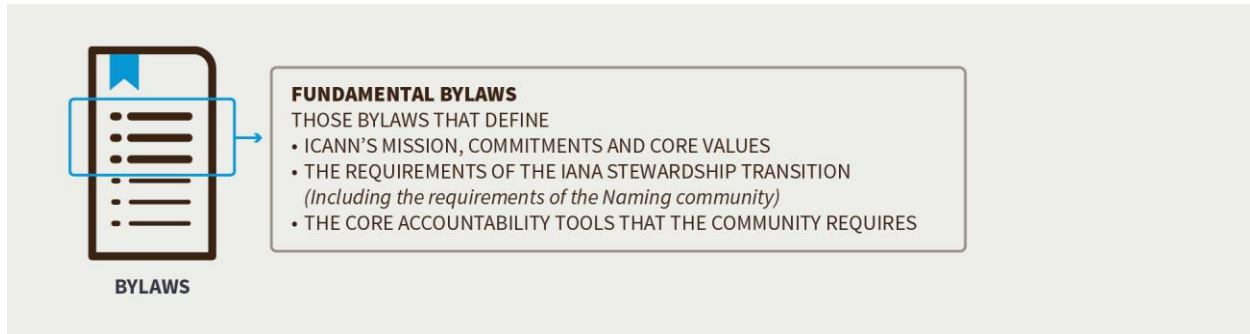 FUNDAMENTAL BYLAWS
THOSE BYLAWS THAT DEFINE
• ICANN’S MISSION, COMMITMENTS AND CORE VALUES
• THE REQUIREMENTS OF THE IANA STEWARDSHIP TRANSITION
(Including the requirements of the Naming community)
• THE CORE ACCOUNTABILITY TOOLS THAT THE COMMUNITY REQUIRES
BYLAWS